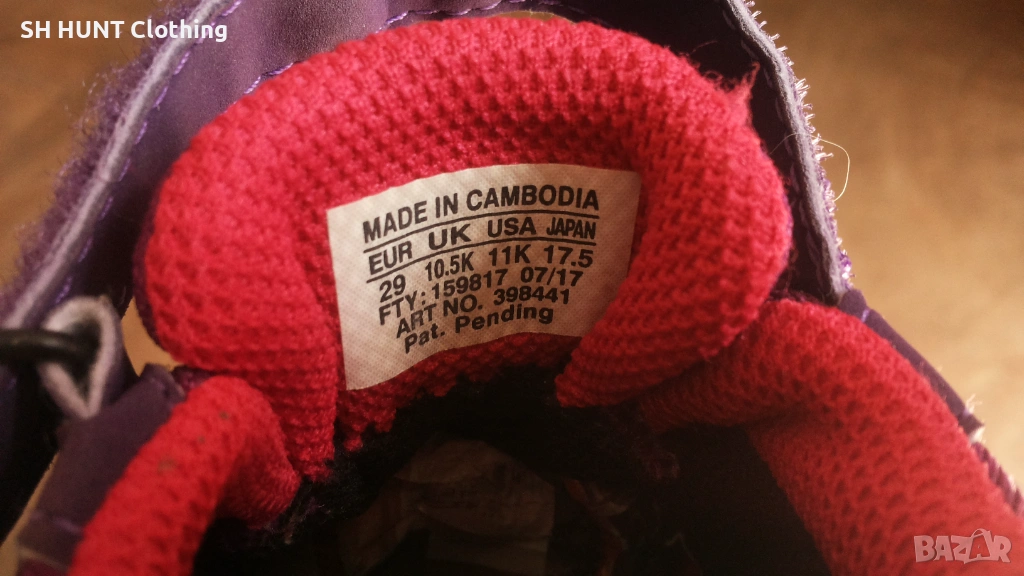 SH HUNT Clothing
MADE IN CAMBODIA
EUR UK USA JAPAN
29 10.5K 11K 17.5
FTY: 159817 07/17
ART NO. 398441
Pat. Pending
BAZAR